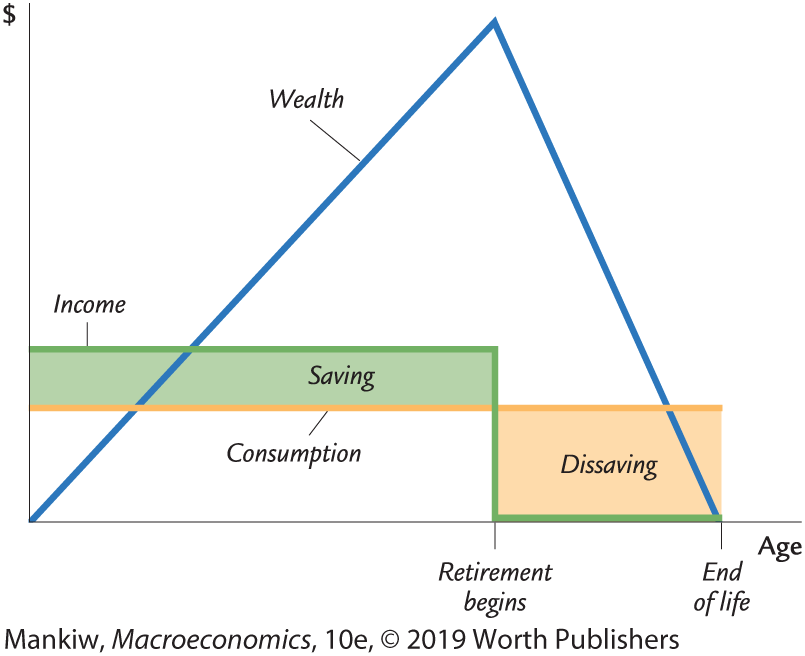 $
Wealth
Income
Saving
Consumption
Dissaving
Age
Retirement
begins
End
of life
Mankiw, Macroeconomics, 10e, © 2019 Worth Publishers